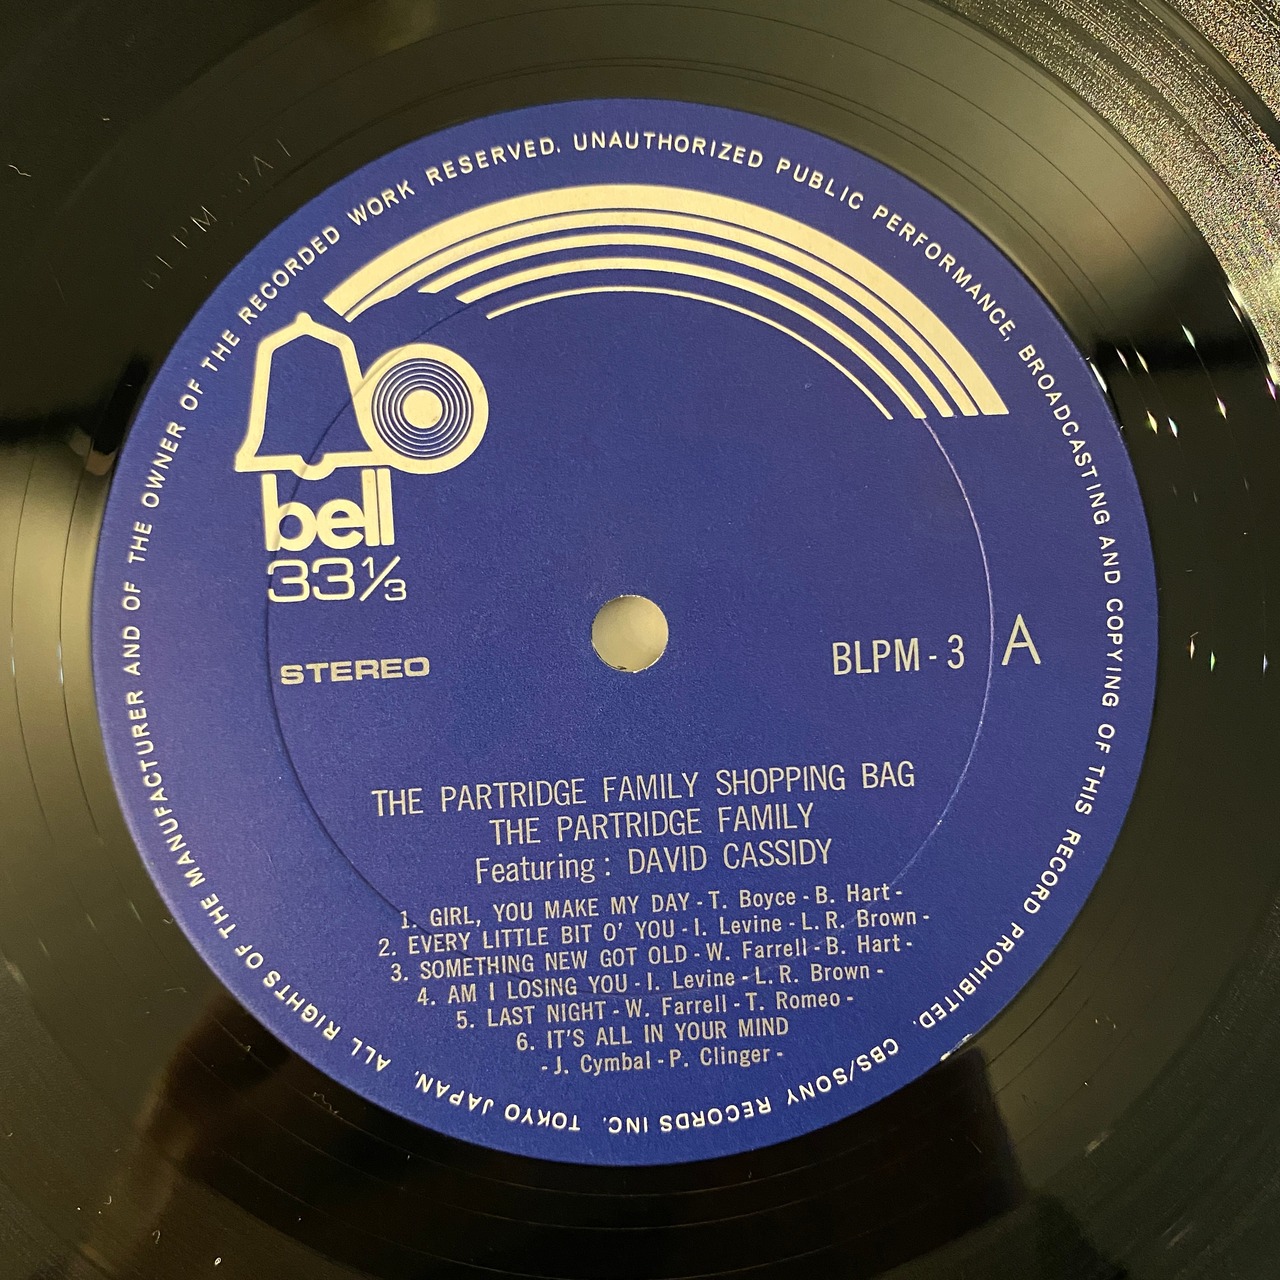 ALL RIGHTS OF THE MANUFACTURER AND OF THE OWNER OF THE RECORDED WORK RESERVED. UNAUTHORIZED PUBLIC PERFORMANCE, BROADCASTING AND COPYING OF THIS RECORD PROHIBITED. CBS/SONY RECORDS INC. TOKYO JAPAN.
bell
33 1/3
STEREO
BLPM - 3 A
THE PARTRIDGE FAMILY SHOPPING BAG
THE PARTRIDGE FAMILY
Featuring : DAVID CASSIDY
1. GIRL, YOU MAKE MY DAY - T. Boyce - B. Hart -
2. EVERY LITTLE BIT O' YOU - I. Levine - L. R. Brown -
3. SOMETHING NEW GOT OLD - W. Farrell - B. Hart -
4. AM I LOSING YOU - I. Levine - L. R. Brown -
5. LAST NIGHT - W. Farrell - T. Romeo -
6. IT'S ALL IN YOUR MIND
- J. Cymbal - P. Clinger -